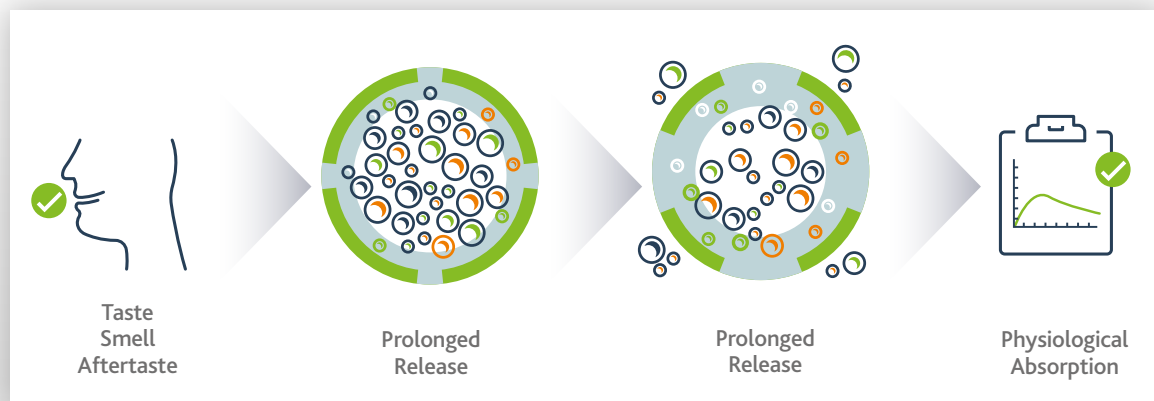 Taste
Smell
Aftertaste
Prolonged
Release
Prolonged
Release
Physiological
Absorption